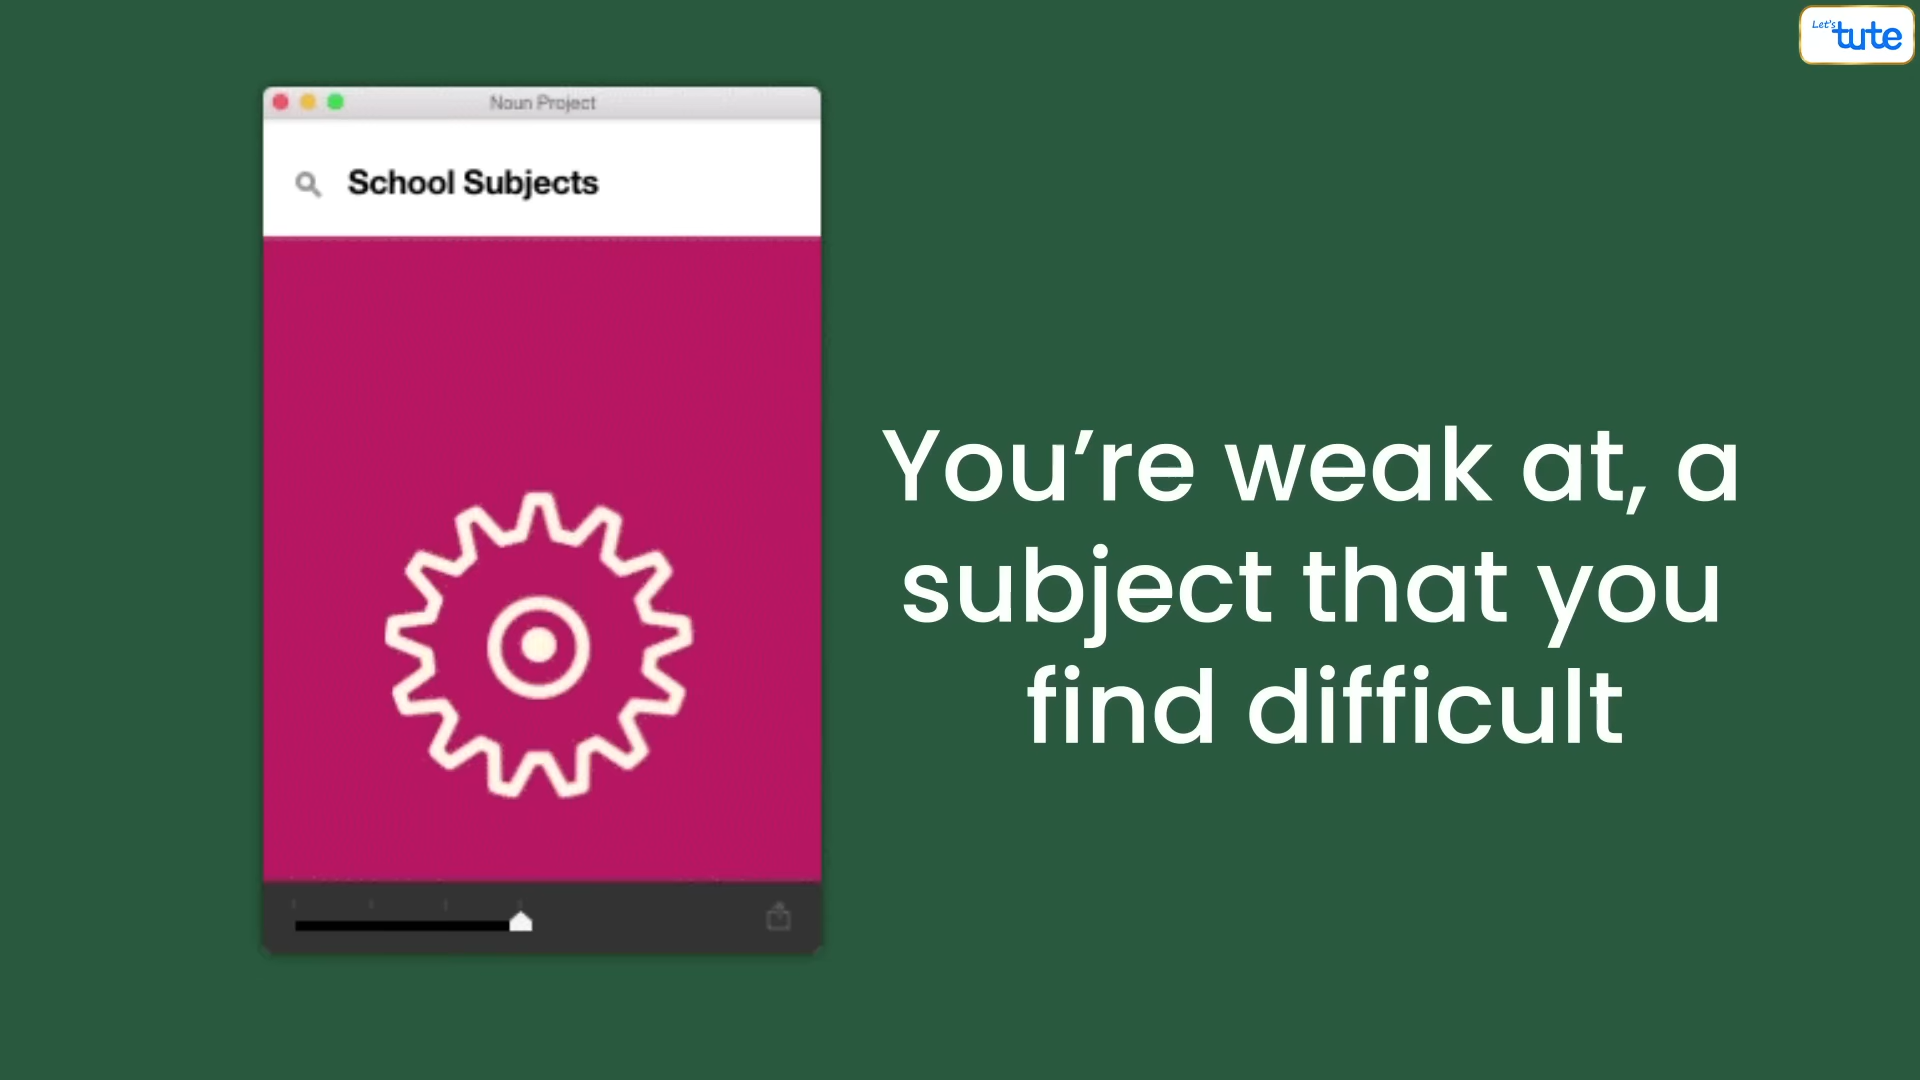 Let's
tute
Noun Project
School Subjects
You’re weak at, a
subject that you
find difficult